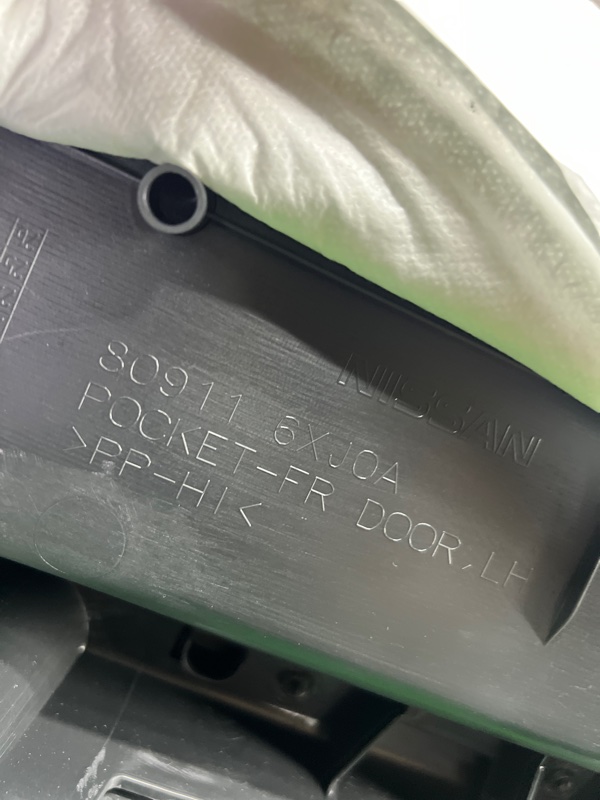 NISSAN
80911 6XJ0A
POCKET-FR DOOR,LH
>PP-HI<